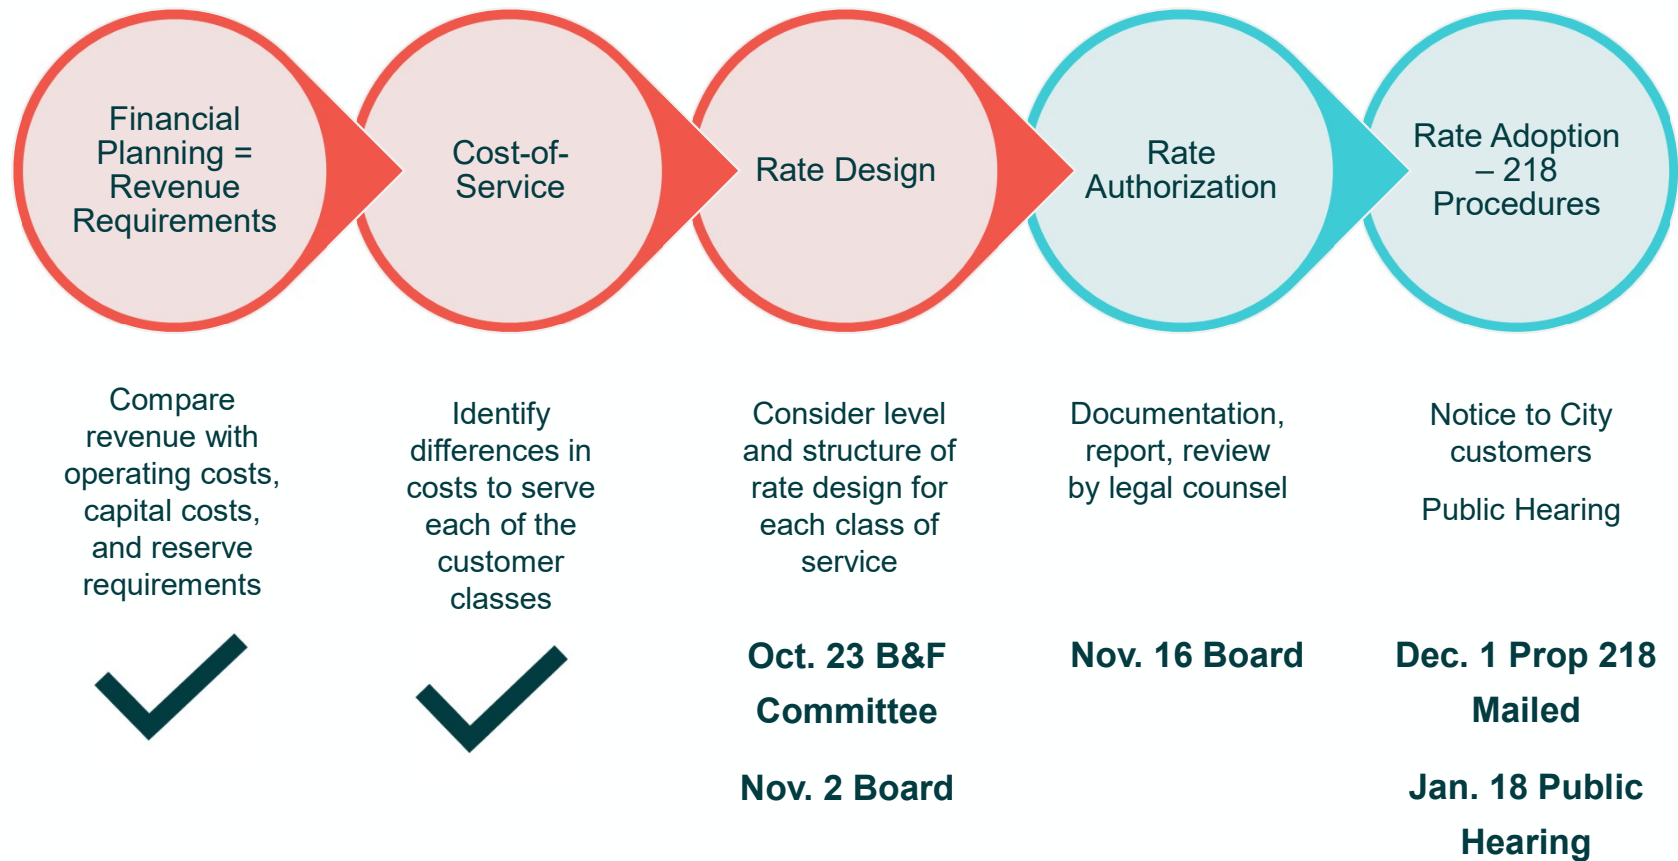 Financial
Planning =
Revenue
Requirements
Cost-of-
Service
Rate Design
Rate
Authorization
Rate Adoption
– 218
Procedures
Compare
revenue with
operating costs,
capital costs,
and reserve
requirements
Identify
differences in
costs to serve
each of the
customer
classes
Consider level
and structure of
rate design for
each class of
service
Documentation,
report, review
by legal counsel
Notice to City
customers
Public Hearing
Oct. 23 B&F
Committee
Nov. 2 Board
Nov. 16 Board
Dec. 1 Prop 218
Mailed
Jan. 18 Public
Hearing